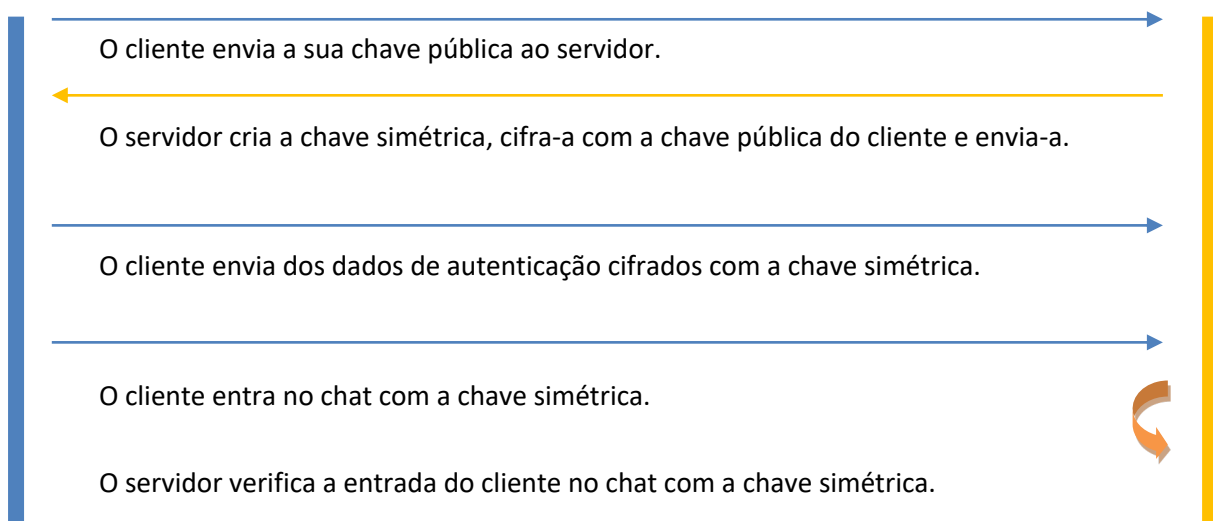 O cliente envia a sua chave pública ao servidor.
O servidor cria a chave simétrica, cifra-a com a chave pública do cliente e envia-a.
O cliente envia dos dados de autenticação cifrados com a chave simétrica.
O cliente entra no chat com a chave simétrica.
O servidor verifica a entrada do cliente no chat com a chave simétrica.